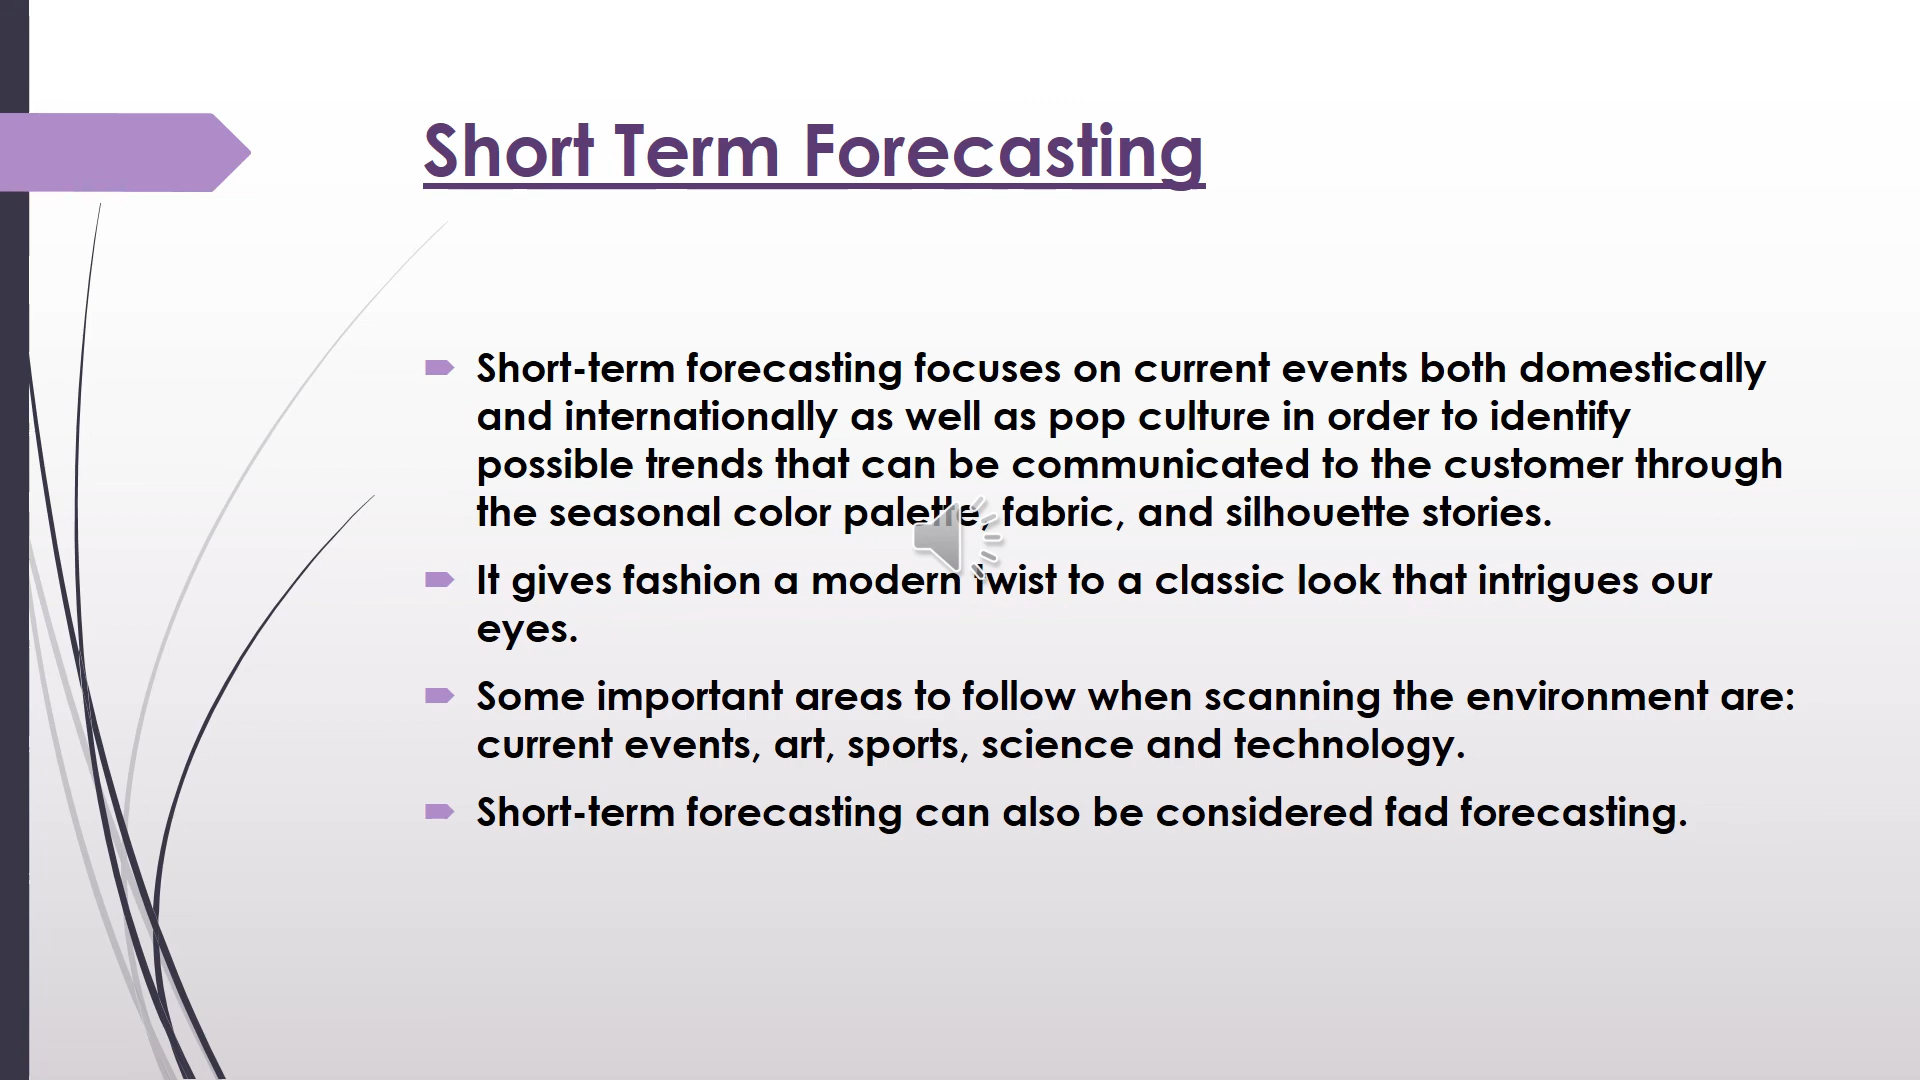 Short Term Forecasting
Short-term forecasting focuses on current events both domestically
and internationally as well as pop culture in order to identify
possible trends that can be communicated to the customer through
the seasonal color palette, fabric, and silhouette stories.
It gives fashion a modern twist to a classic look that intrigues our
eyes.
Some important areas to follow when scanning the environment are:
current events, art, sports, science and technology.
Short-term forecasting can also be considered fad forecasting.